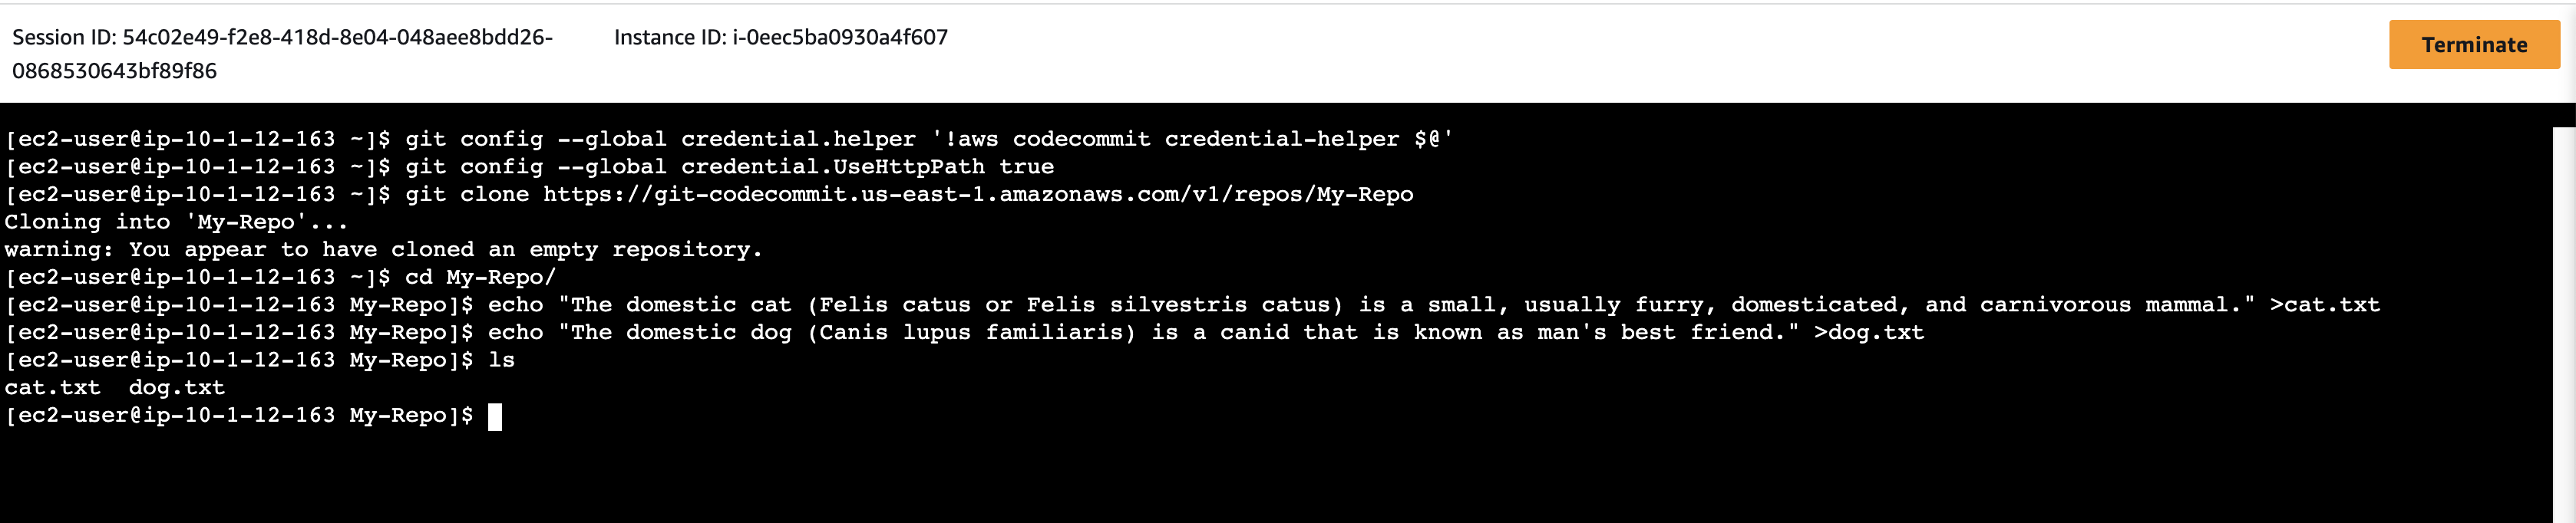 Session ID: 54c02e49-f2e8-418d-8e04-048aee8bdd26-
0868530643bf89f86
Instance ID: i-0eec5ba0930a4f607
Terminate
[ec2-user@ip-10-1-12-163 ~]$ git config --global credential.helper '!aws codecommit credential-helper $@'
[ec2-user@ip-10-1-12-163 ~]$ git config --global credential.UseHttpPath true
[ec2-user@ip-10-1-12-163 ~]$ git clone https://git-codecommit.us-east-1.amazonaws.com/v1/repos/My-Repo
Cloning into 'My-Repo'...
warning: You appear to have cloned an empty repository.
[ec2-user@ip-10-1-12-163 ~]$ cd My-Repo/
[ec2-user@ip-10-1-12-163 My-Repo]$ echo "The domestic cat (Felis catus or Felis silvestris catus) is a small, usually furry, domesticated, and carnivorous mammal." >cat.txt
[ec2-user@ip-10-1-12-163 My-Repo]$ echo "The domestic dog (Canis lupus familiaris) is a canid that is known as man's best friend." >dog.txt
[ec2-user@ip-10-1-12-163 My-Repo]$ ls
cat.txt  dog.txt
[ec2-user@ip-10-1-12-163 My-Repo]$